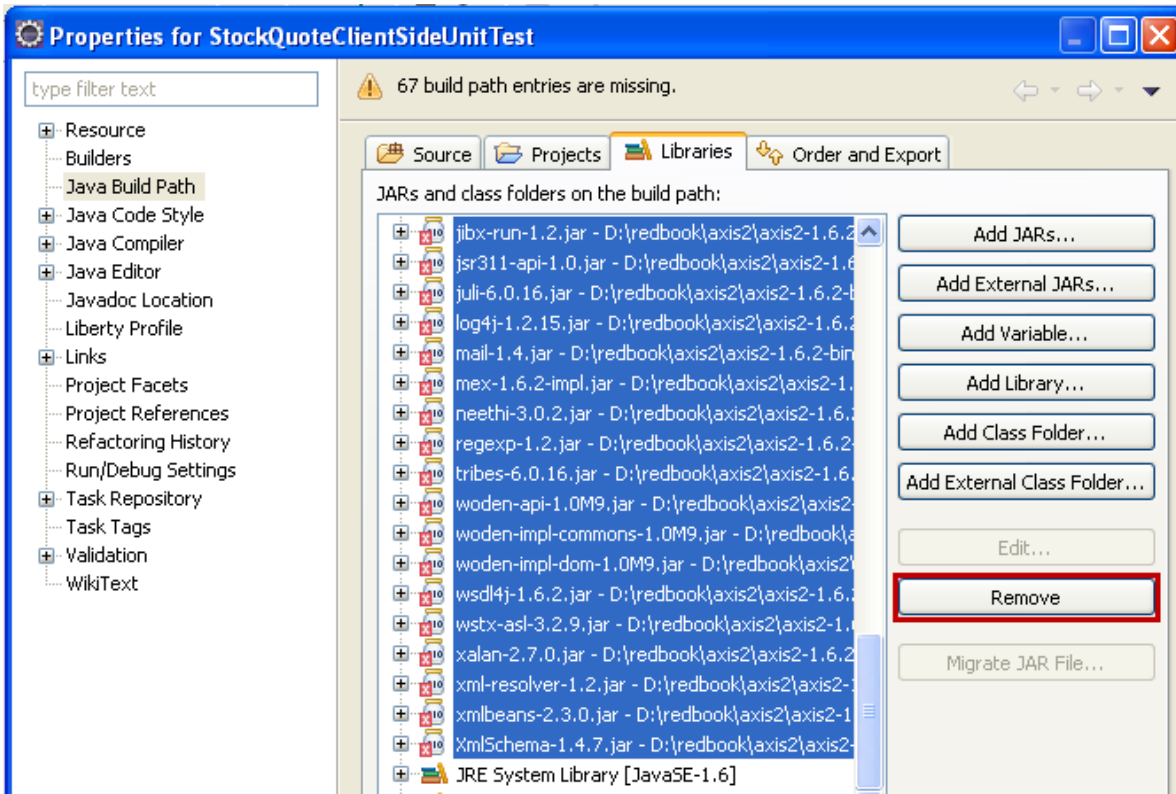 Properties for StockQuoteClientSideUnitTest
type filter text
67 build path entries are missing.
Resource
Builders
Java Build Path
Java Code Style
Java Compiler
Java Editor
Javadoc Location
Liberty Profile
Links
Project Facets
Project References
Refactoring History
Run/Debug Settings
Task Repository
Task Tags
Validation
WikiText
Source
Projects
Libraries
Order and Export
JARs and class folders on the build path:
jibx-run-1.2.jar - D:\redbook\axis2\axis2-1.6.2
jsr311-api-1.0.jar - D:\redbook\axis2\axis2-1.6
juli-6.0.16.jar - D:\redbook\axis2\axis2-1.6.2-b
log4j-1.2.15.jar - D:\redbook\axis2\axis2-1.6.2
mail-1.4.jar - D:\redbook\axis2\axis2-1.6.2-bin
mex-1.6.2-impl.jar - D:\redbook\axis2\axis2-1.
neethi-3.0.2.jar - D:\redbook\axis2\axis2-1.6.2
regexp-1.2.jar - D:\redbook\axis2\axis2-1.6.2-
tribes-6.0.16.jar - D:\redbook\axis2\axis2-1.6.
woden-api-1.0M9.jar - D:\redbook\axis2\axis2-
woden-impl-commons-1.0M9.jar - D:\redbook\a
woden-impl-dom-1.0M9.jar - D:\redbook\axis2\
wsdl4j-1.6.2.jar - D:\redbook\axis2\axis2-1.6.2
wstx-asl-3.2.9.jar - D:\redbook\axis2\axis2-1.6
xalan-2.7.0.jar - D:\redbook\axis2\axis2-1.6.2
xml-resolver-1.2.jar - D:\redbook\axis2\axis2-1
xmlbeans-2.3.0.jar - D:\redbook\axis2\axis2-1
XmlSchema-1.4.7.jar - D:\redbook\axis2\axis2-
JRE System Library [JavaSE-1.6]
Add JARs...
Add External JARs...
Add Variable...
Add Library...
Add Class Folder...
Add External Class Folder...
Edit...
Remove
Migrate JAR File...